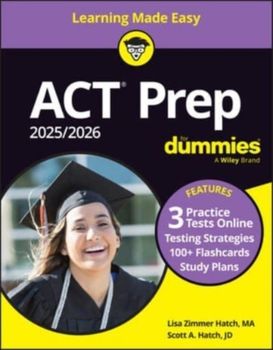 Learning Made Easy
ACT® Prep
2025/2026
for
dummies®
A Wiley Brand
FEATURES
3 Practice
Tests Online
Testing Strategies
100+ Flashcards
Study Plans
Lisa Zimmer Hatch, MA
Scott A. Hatch, JD